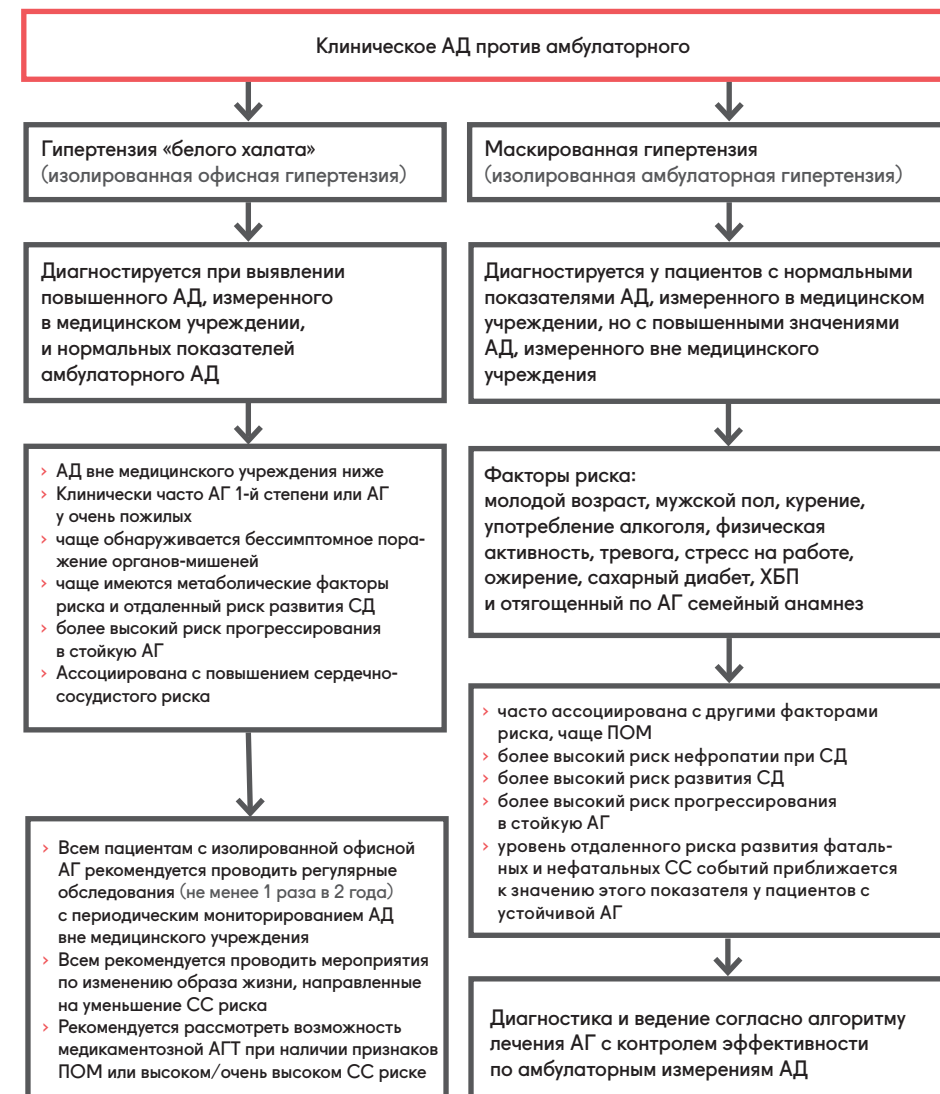 Клиническое АД против амбулаторного
Гипертензия «белого халата»
(изолированная офисная гипертензия)
Диагностируется при выявлении
повышенного АД, измеренного
в медицинском учреждении,
и нормальных показателей
амбулаторного АД
› АД вне медицинского учреждения ниже
› Клинически часто АГ 1-й степени или АГ
у очень пожилых
› чаще обнаруживается бессимптомное пора-
жение органов-мишеней
› чаще имеются метаболические факторы
риска и отдаленный риск развития СД
› более высокий риск прогрессирования
в стойкую АГ
› Ассоциирована с повышением сердечно-
сосудистого риска
› Всем пациентам с изолированной офисной
АГ рекомендуется проводить регулярные
обследования (не менее 1 раза в 2 года)
с периодическим мониторированием АД
вне медицинского учреждения
› Всем рекомендуется проводить мероприятия
по изменению образа жизни, направленные
на уменьшение СС риска
› Рекомендуется рассмотреть возможность
медикаментозной АГТ при наличии признаков
ПОМ или высоком/очень высоком СС риске
Маскированная гипертензия
(изолированная амбулаторная гипертензия)
Диагностируется у пациентов с нормальными
показателями АД, измеренного в медицинском
учреждении, но с повышенными значениями
АД, измеренного вне медицинского
учреждения
Факторы риска:
молодой возраст, мужской пол, курение,
употребление алкоголя, физическая
активность, тревога, стресс на работе,
ожирение, сахарный диабет, ХБП
и отягощенный по АГ семейный анамнез
› часто ассоциирована с другими факторами
риска, чаще ПОМ
› более высокий риск нефропатии при СД
› более высокий риск развития СД
› более высокий риск прогрессирования
в стойкую АГ
› уровень отдаленного риска развития фаталь-
ных и нефатальных СС событий приближается
к значению этого показателя у пациентов с
устойчивой АГ
Диагностика и ведение согласно алгоритму
лечения АГ с контролем эффективности
по амбулаторным измерениям АД